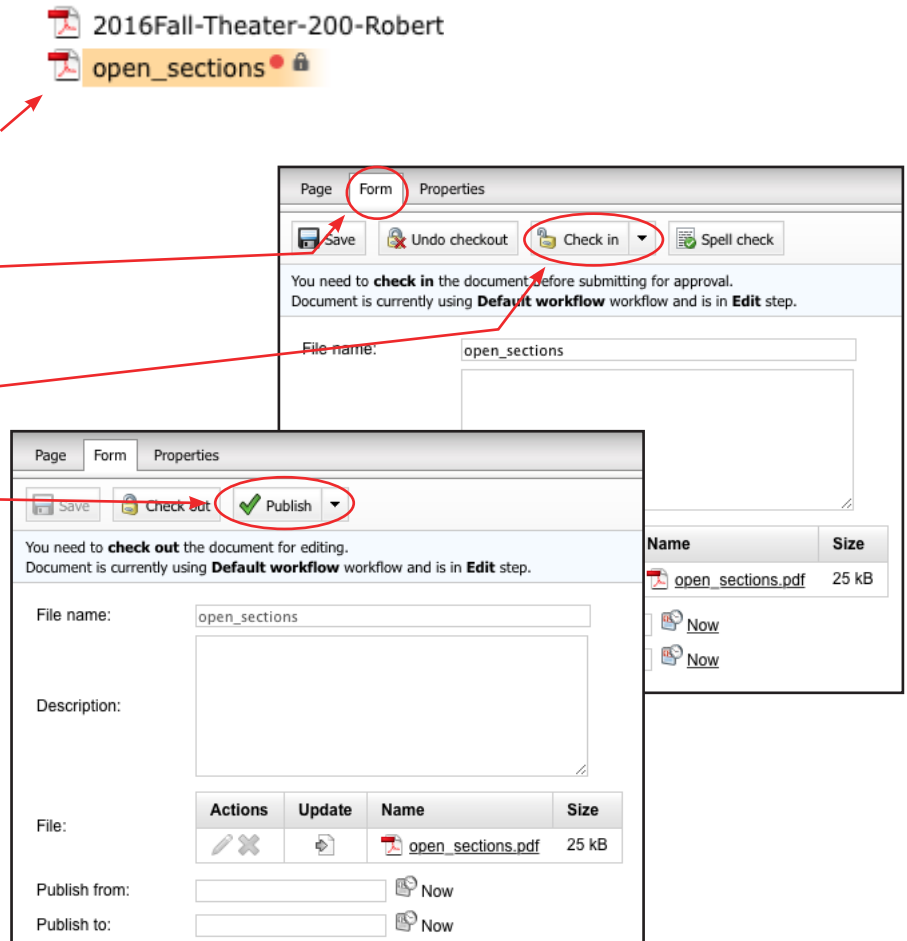 2016Fall-Theater-200-Robert
open_sections
Page Form Properties
Save Undo checkout Check in Spell check
You need to check in the document before submitting for approval.
Document is currently using Default workflow workflow and is in Edit step.
File name: open_sections
Name Size
open_sections.pdf 25 kB
Now
Now
Page Form Properties
Save Check out Publish
You need to check out the document for editing.
Document is currently using Default workflow workflow and is in Edit step.
File name: open_sections
Description:
File:
Actions Update Name Size
open_sections.pdf 25 kB
Publish from: Now
Publish to: Now